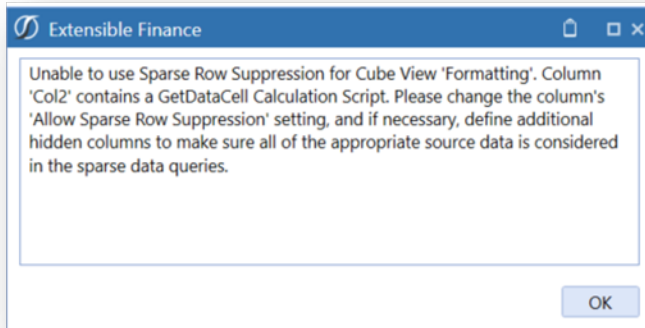 Extensible Finance
Unable to use Sparse Row Suppression for Cube View 'Formatting'. Column
'Col2' contains a GetDataCell Calculation Script. Please change the column's
'Allow Sparse Row Suppression' setting, and if necessary, define additional
hidden columns to make sure all of the appropriate source data is considered
in the sparse data queries.
OK